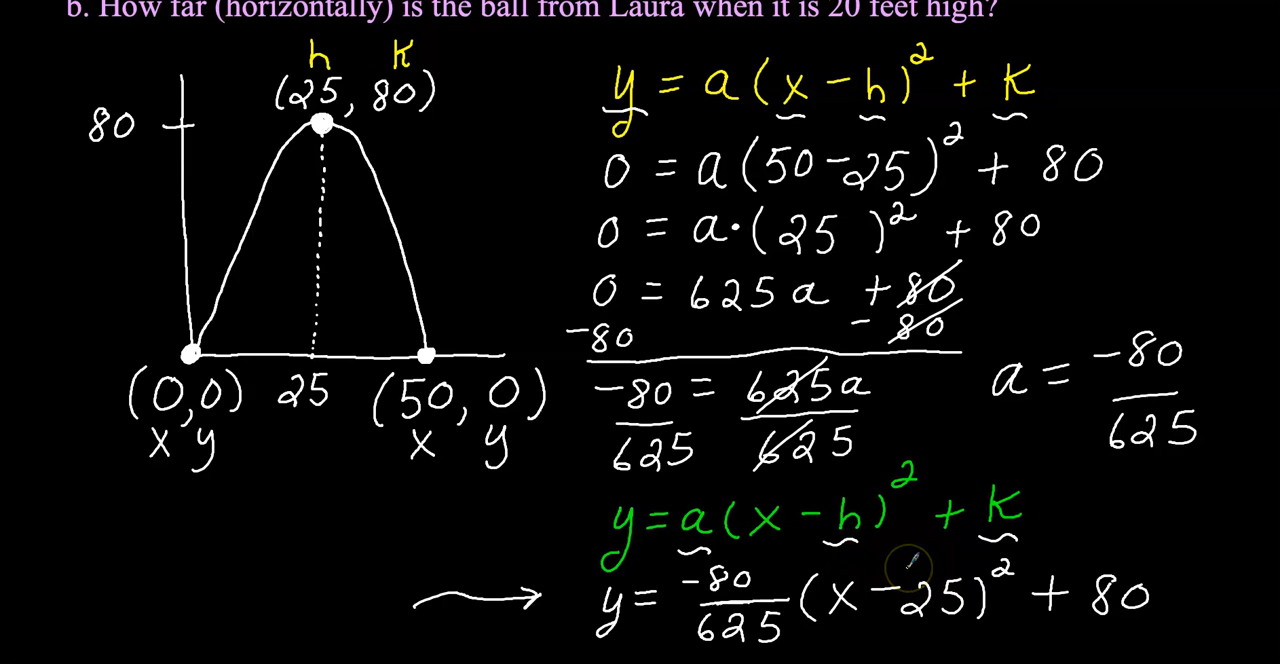 b. How far (horizontally) is the ball from Laura when it is 20 feet high?
h k
(25, 80)
80
(0,0) 25 (50, 0)
x y x y
y = a(x - h)² + k
0 = a(50 - 25)² + 80
0 = a·(25 )² + 80
0 = 625a + 80
-80 - 80
-80 = 625a
625 625
a = -80
625
y = a(x - h)² + k
y = -80/625 (x - 25)² + 80